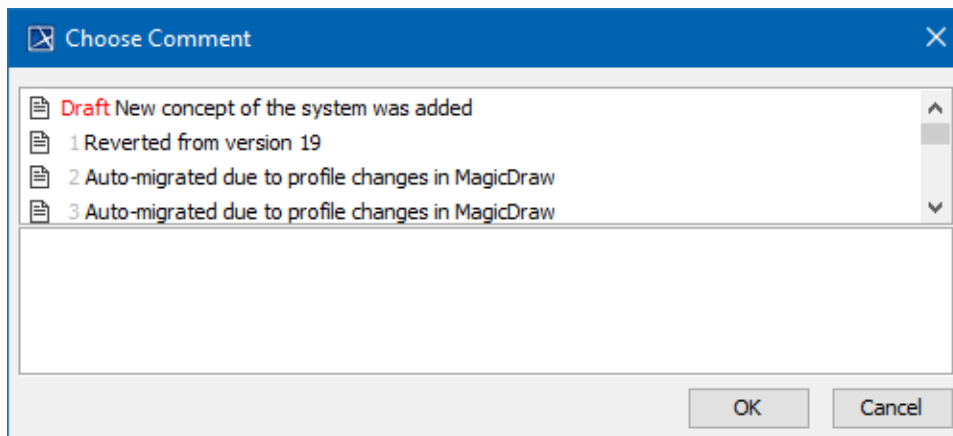 Choose Comment
Draft New concept of the system was added
1 Reverted from version 19
2 Auto-migrated due to profile changes in MagicDraw
3 Auto-migrated due to profile changes in MagicDraw
OK Cancel